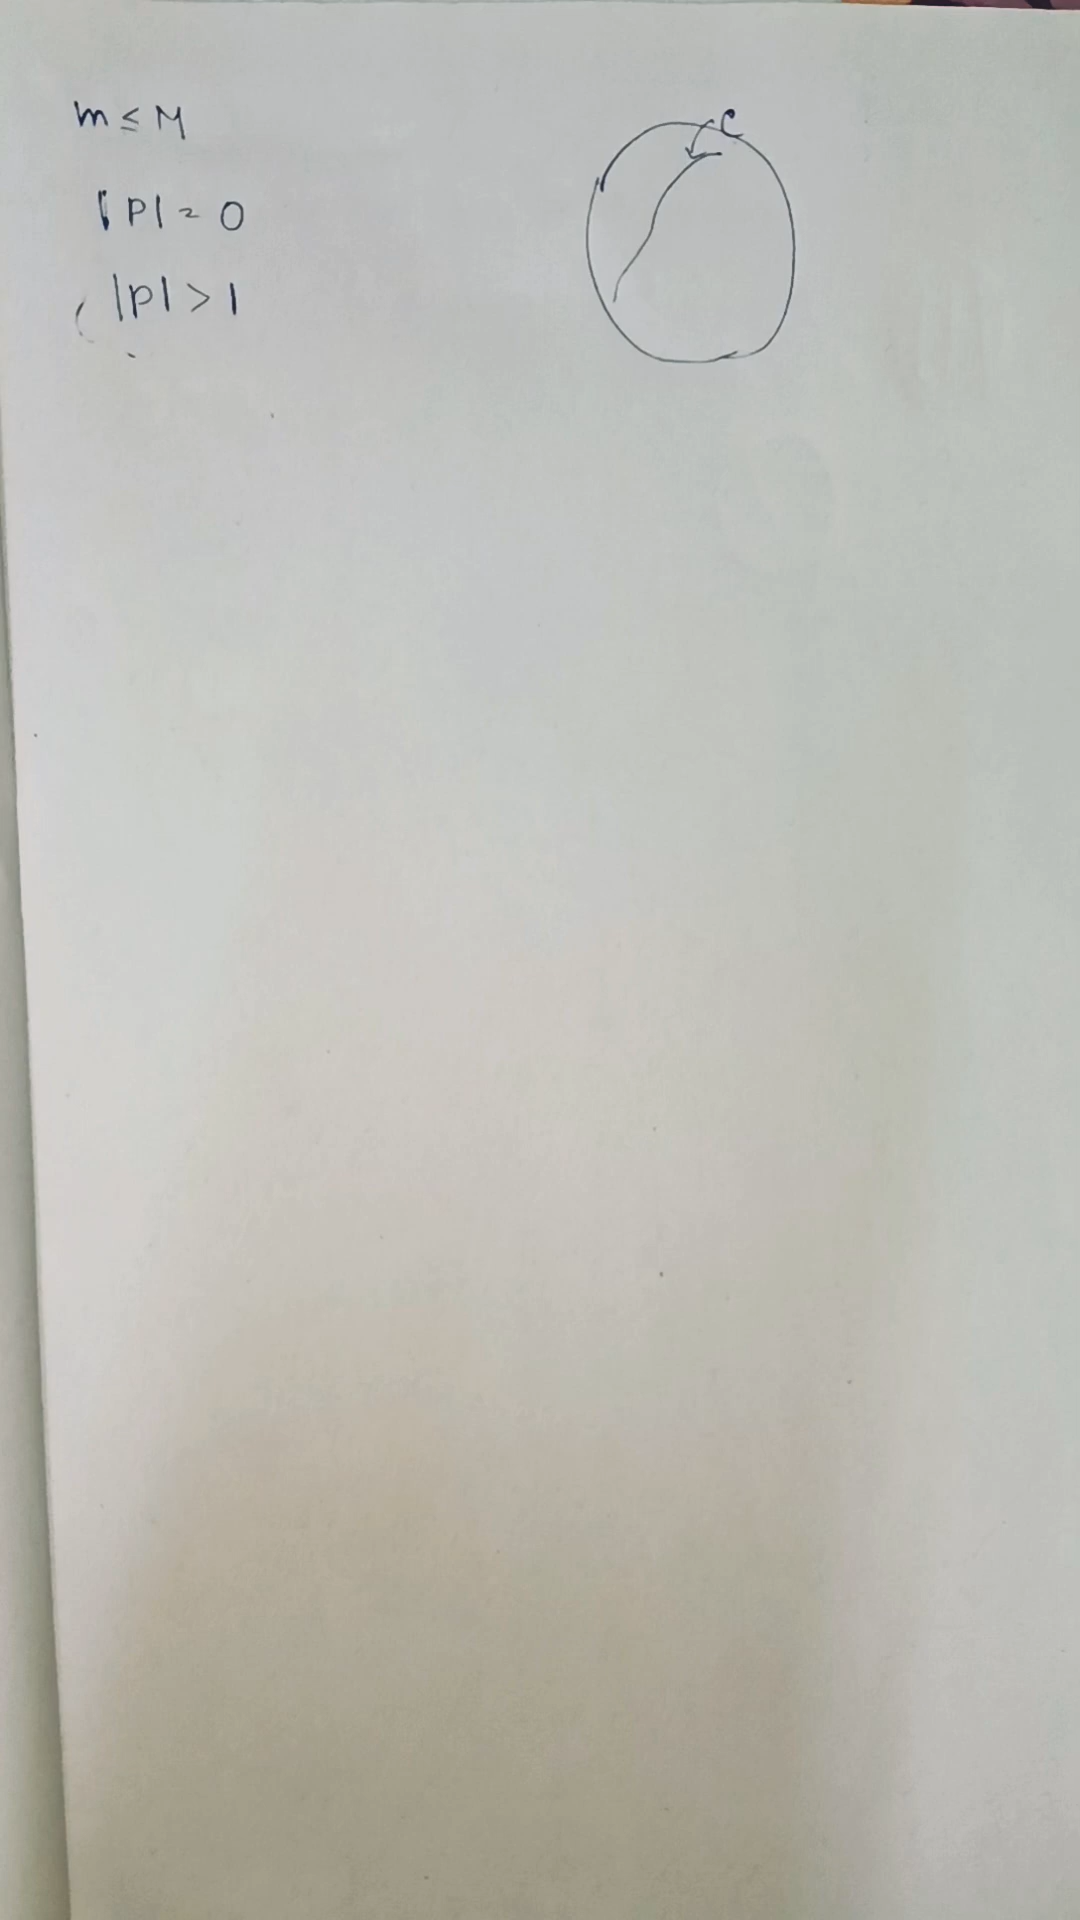 m ≤ M
|P| = 0
|P| > 1
C